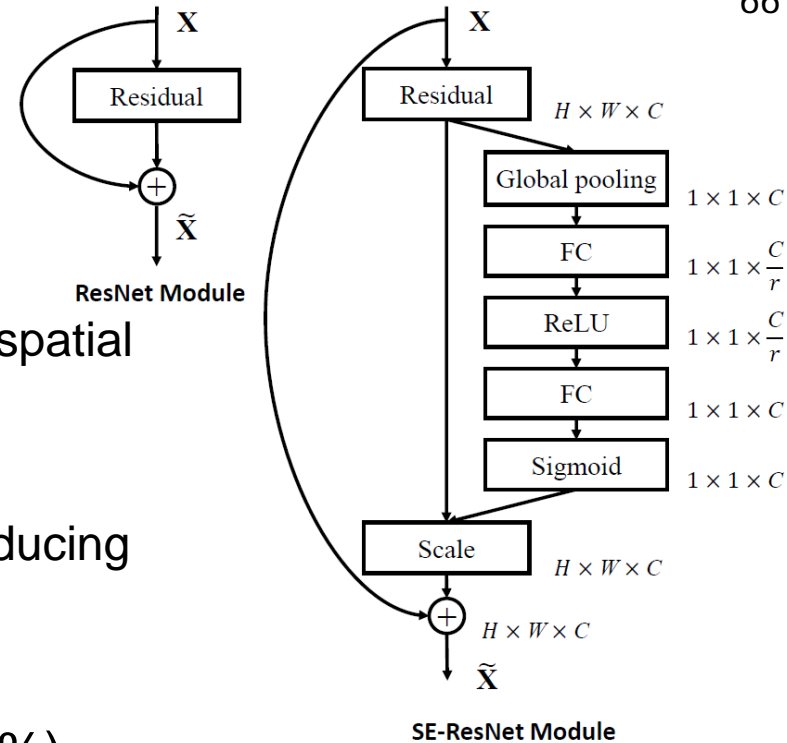 X
Residual
+
X̃
ResNet Module
spatial
ducing
%)
X
Residual
H × W × C
Global pooling
1 × 1 × C
FC
1 × 1 × C/r
ReLU
1 × 1 × C/r
FC
1 × 1 × C
Sigmoid
1 × 1 × C
Scale
H × W × C
+
H × W × C
X̃
SE-ResNet Module